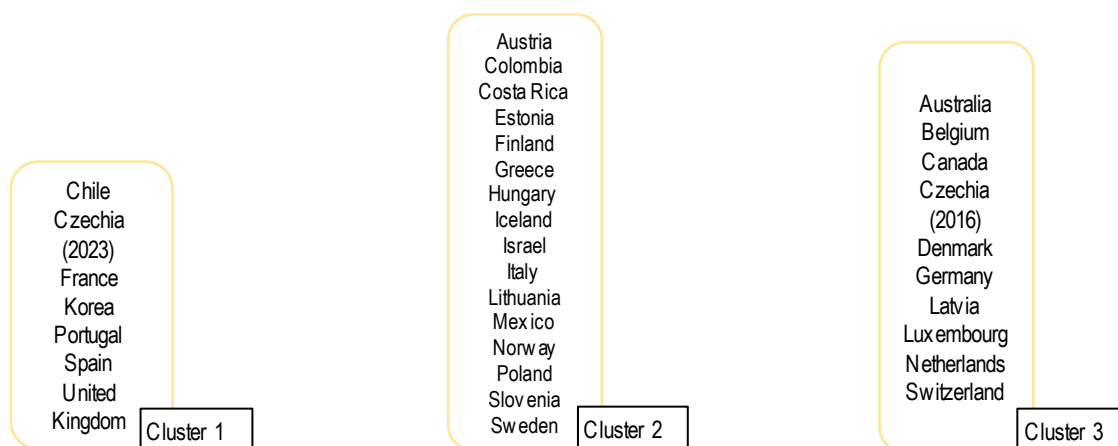 Chile
Czechia
(2023)
France
Korea
Portugal
Spain
United
Kingdom
Cluster 1
Austria
Colombia
Costa Rica
Estonia
Finland
Greece
Hungary
Iceland
Israel
Italy
Lithuania
Mexico
Norway
Poland
Slovenia
Sweden
Cluster 2
Australia
Belgium
Canada
Czechia
(2016)
Denmark
Germany
Latvia
Luxembourg
Netherlands
Switzerland
Cluster 3